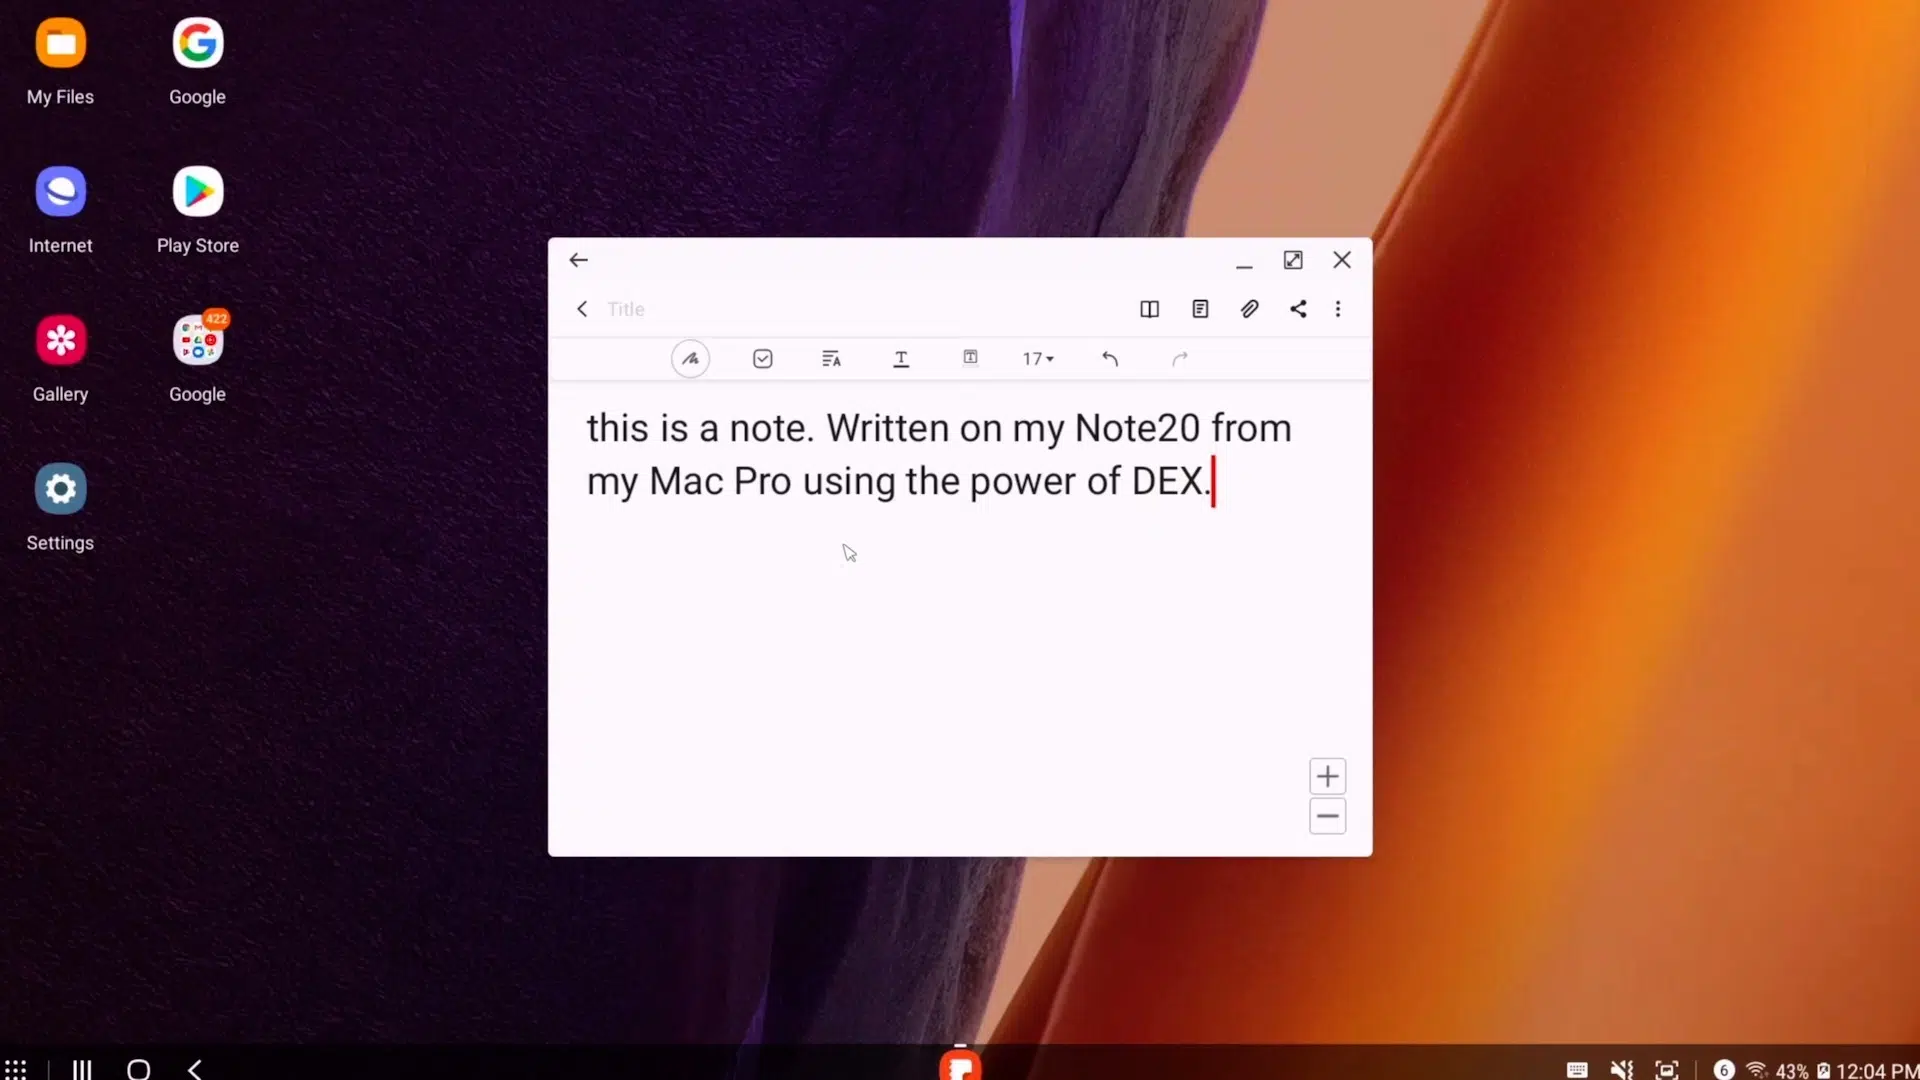 My Files
Google
Internet
Play Store
422
Gallery
Google
Settings
Title
17
this is a note. Written on my Note20 from
my Mac Pro using the power of DEX.
6
43%
12:04 PM